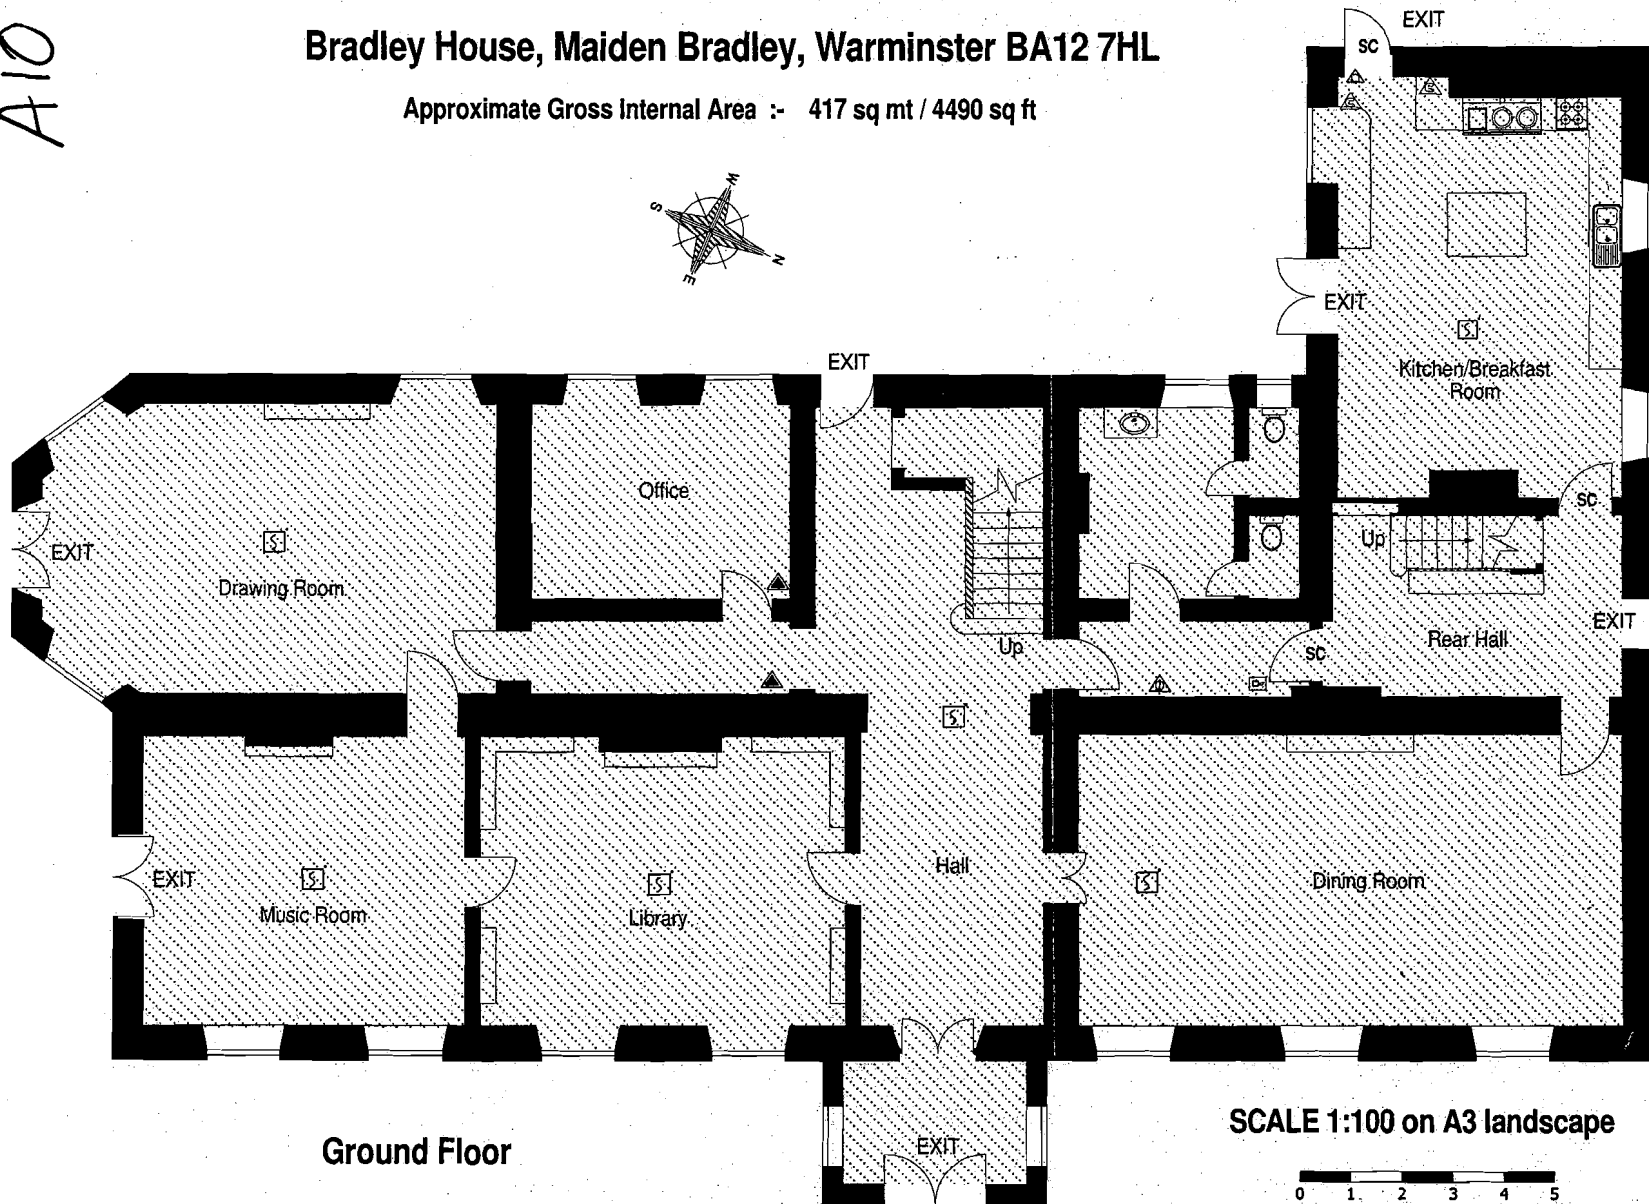 A10
Bradley House, Maiden Bradley, Warminster BA12 7HL
Approximate Gross Internal Area :- 417 sq mt / 4490 sq ft
W
S
N
E
EXIT
SC
EXIT
S
Kitchen/Breakfast
Room
EXIT
Office
SC
EXIT
S
Drawing Room
Up
EXIT
Rear Hall
Up
SC
S
EXIT
S
Music Room
S
Library
Hall
S
Dining Room
SCALE 1:100 on A3 landscape
Ground Floor
EXIT
0 1 2 3 4 5